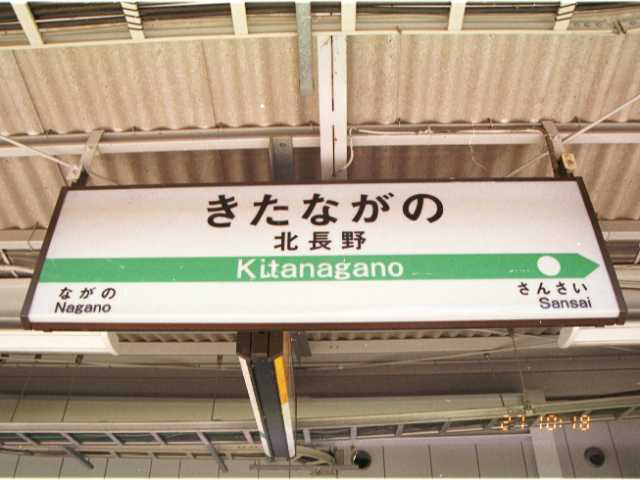 きたながの
北長野
Kitanagano
ながの
Nagano
さんさい
Sansai
27 10:18